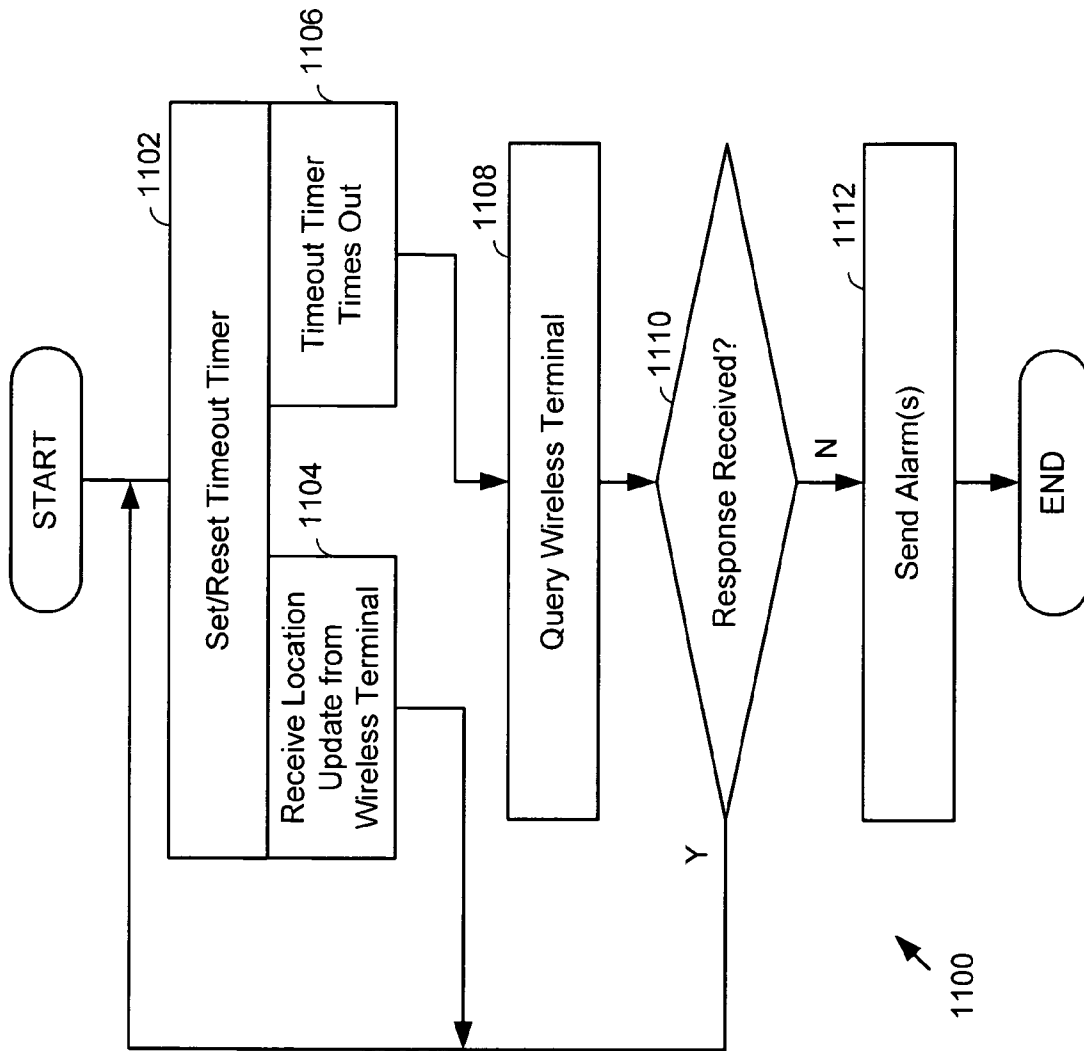 START
1102
Set/Reset Timeout Timer
1104
Receive Location
Update from
Wireless Terminal
1106
Timeout Timer
Times Out
1108
Query Wireless Terminal
1110
Response Received?
Y
N
1112
Send Alarm(s)
END
1100